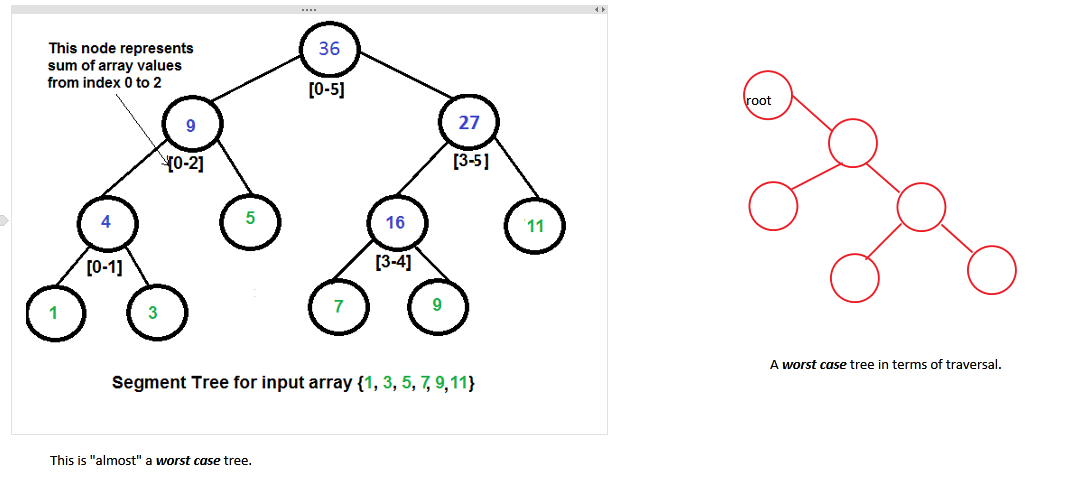 This node represents
sum of array values
from index 0 to 2
36
[0-5]
9
[0-2]
27
[3-5]
4
[0-1]
5
16
[3-4]
11
1
3
7
9
Segment Tree for input array {1, 3, 5, 7, 9,11}
This is "almost" a worst case tree.
root
A worst case tree in terms of traversal.